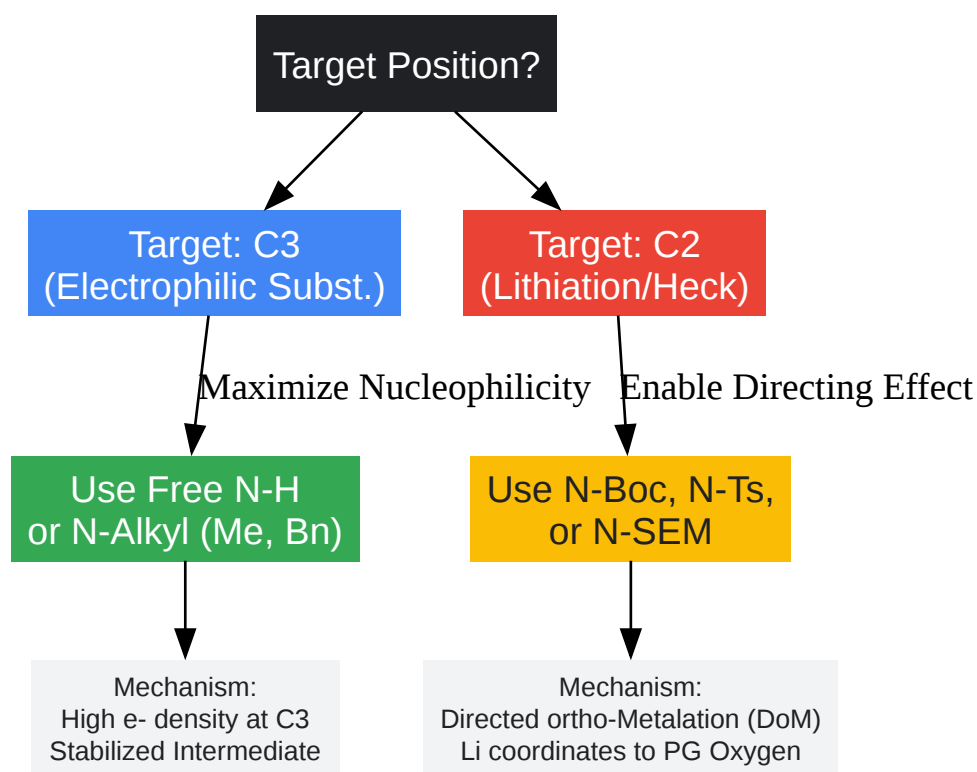 Target Position?
Target: C3
(Electrophilic Subst.)
Target: C2
(Lithiation/Heck)
Maximize Nucleophilicity
Enable Directing Effect
Use Free N-H
or N-Alkyl (Me, Bn)
Use N-Boc, N-Ts,
or N-SEM
Mechanism:
High e- density at C3
Stabilized Intermediate
Mechanism:
Directed ortho-Metalation (DoM)
Li coordinates to PG Oxygen